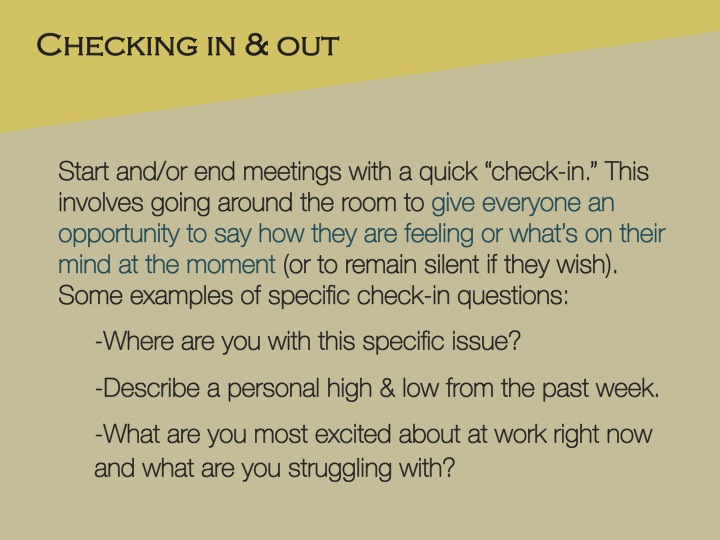 Checking in & out
Start and/or end meetings with a quick “check-in.” This
involves going around the room to give everyone an
opportunity to say how they are feeling or what’s on their
mind at the moment (or to remain silent if they wish).
Some examples of specific check-in questions:
-Where are you with this specific issue?
-Describe a personal high & low from the past week.
-What are you most excited about at work right now
and what are you struggling with?